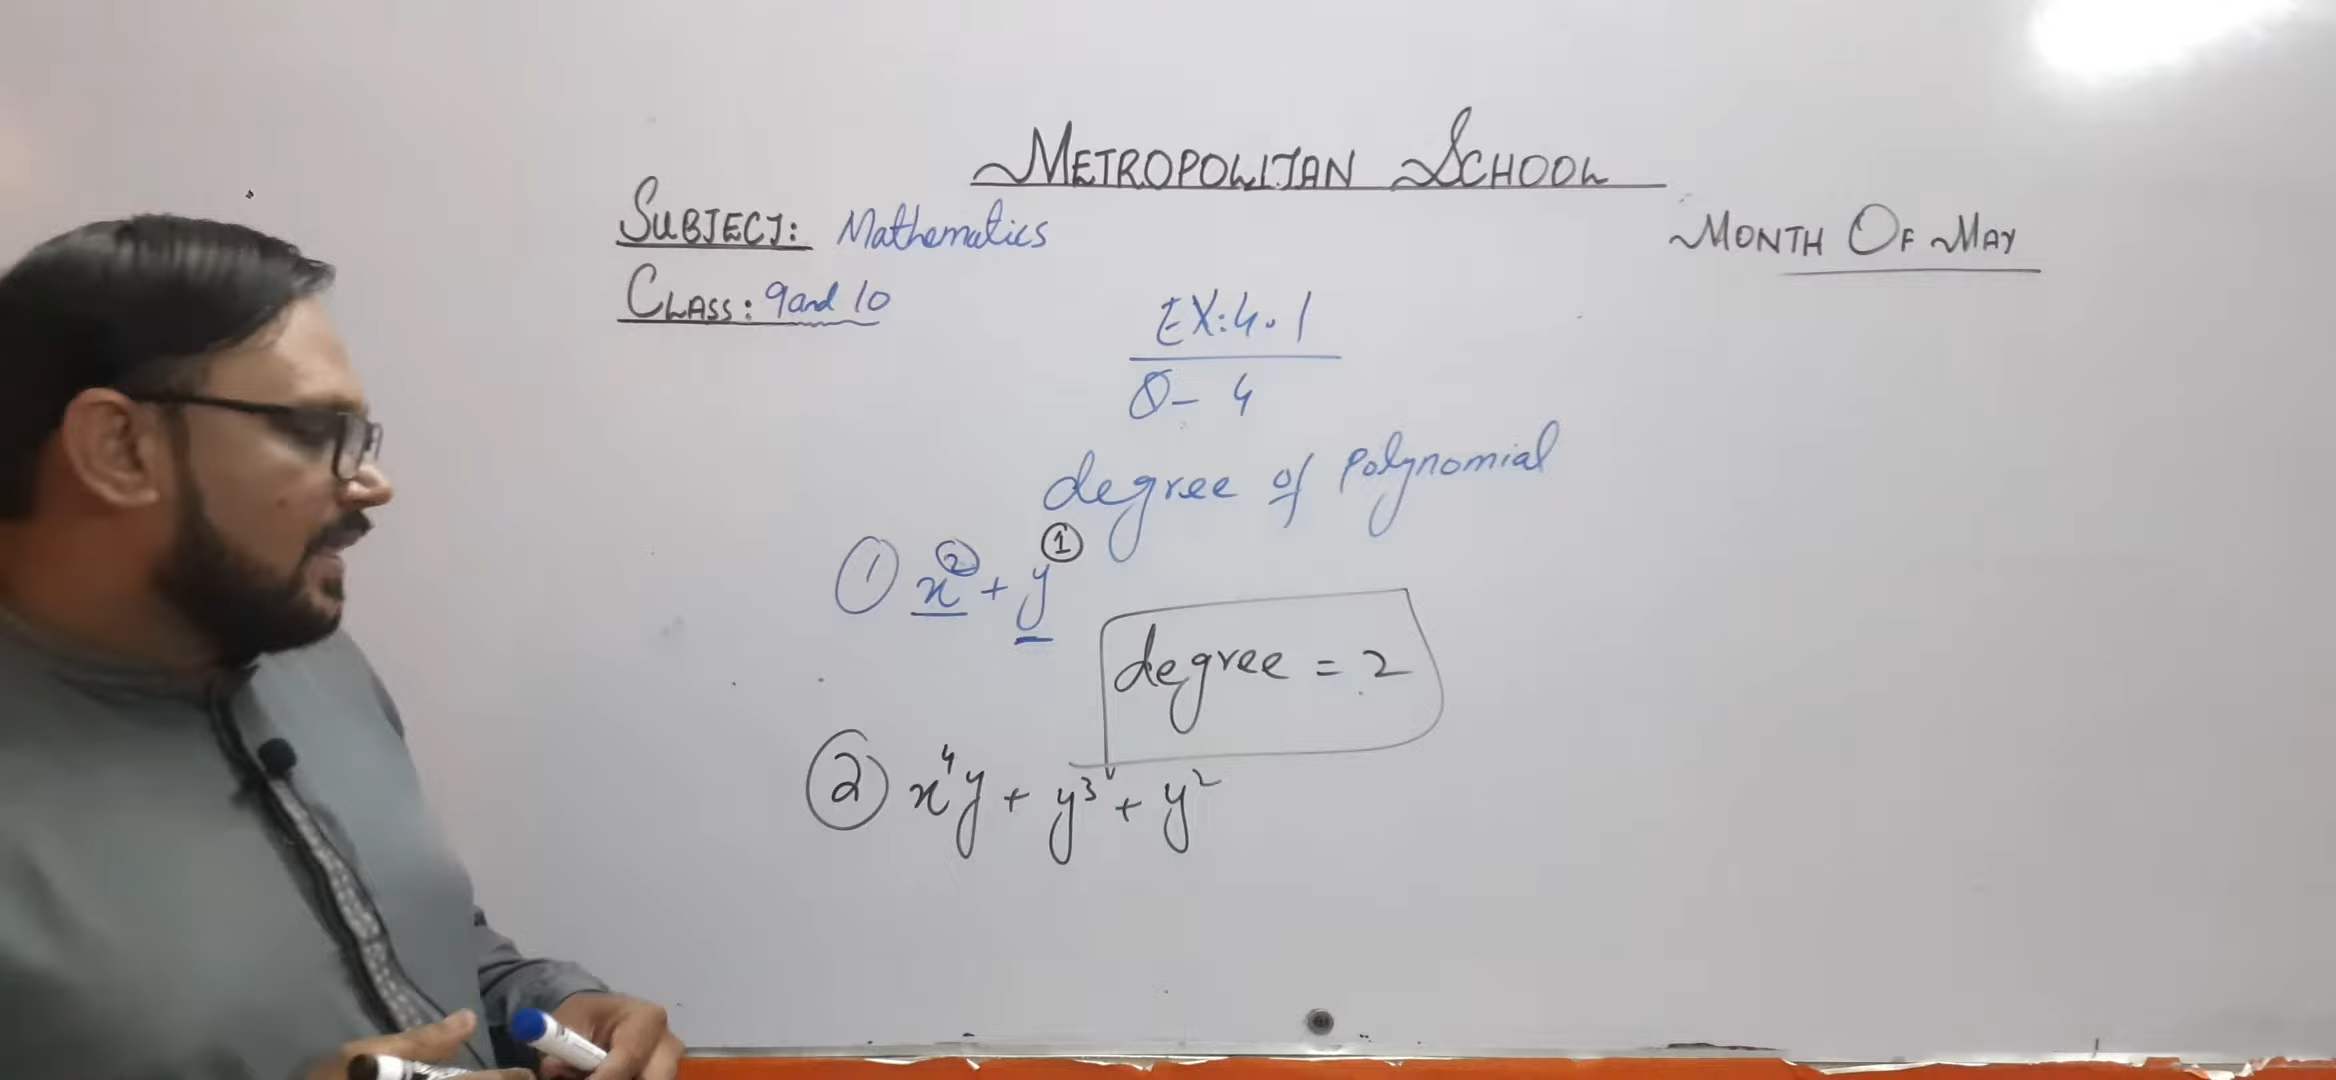 METROPOLITAN SCHOOL
SUBJECT: Mathematics
MONTH OF MAY
CLASS: 9 and 10
EX: 4.1
Q- 4
degree of polynomial
① x² + y¹
degree = 2
② x⁴y + y³ + y²